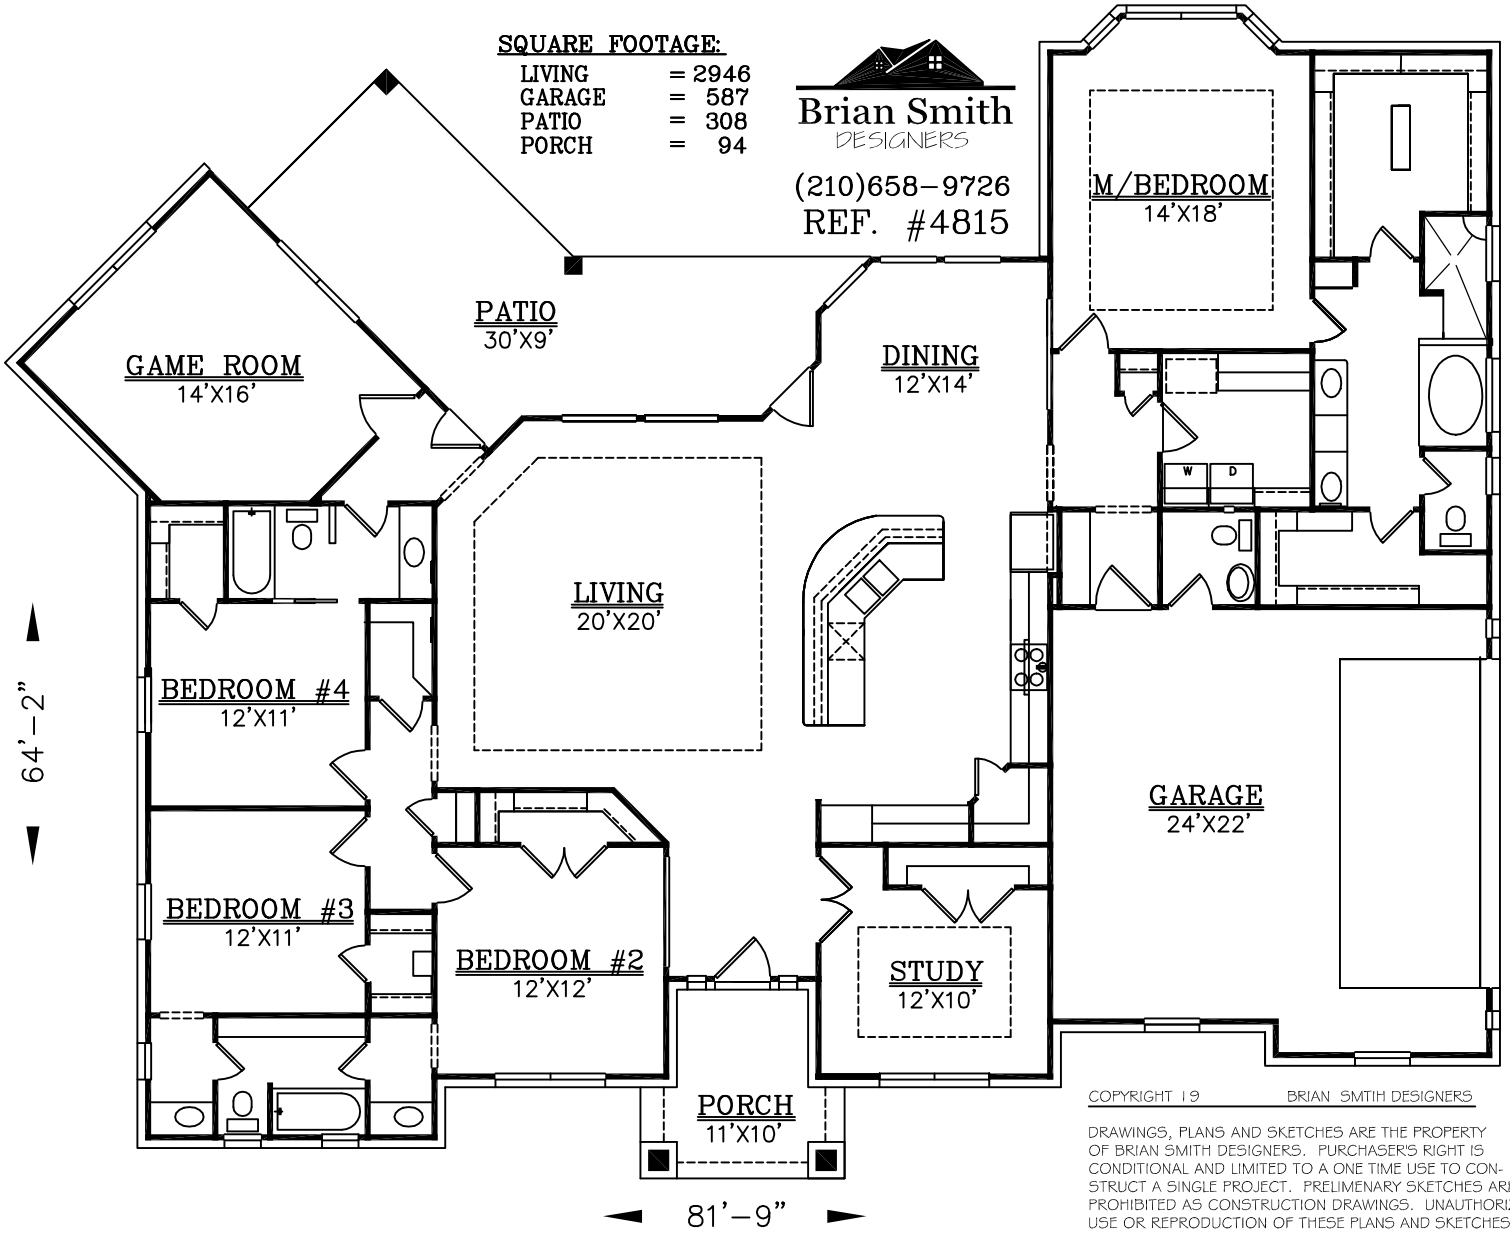 SQUARE FOOTAGE:
LIVING = 2946
GARAGE = 587
PATIO = 308
PORCH = 94
Brian Smith
DESIGNERS
(210)658-9726
REF. #4815
M/BEDROOM
14'X18'
PATIO
30'X9'
GAME ROOM
14'X16'
DINING
12'X14'
W D
LIVING
20'X20'
BEDROOM #4
12'X11'
64'-2"
GARAGE
24'X22'
BEDROOM #3
12'X11'
BEDROOM #2
12'X12'
STUDY
12'X10'
PORCH
11'X10'
81'-9"
COPYRIGHT 19 BRIAN SMTIH DESIGNERS
DRAWINGS, PLANS AND SKETCHES ARE THE PROPERTY
OF BRIAN SMITH DESIGNERS. PURCHASER'S RIGHT IS
CONDITIONAL AND LIMITED TO A ONE TIME USE TO CON-
STRUCT A SINGLE PROJECT. PRELIMENARY SKETCHES AR
PROHIBITED AS CONSTRUCTION DRAWINGS. UNAUTHORI
USE OR REPRODUCTION OF THESE PLANS AND SKETCHES